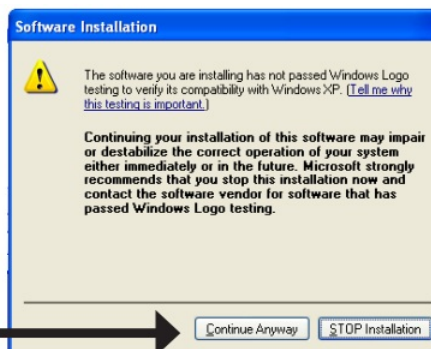 Software Installation
The software you are installing has not passed Windows Logo
testing to verify its compatibility with Windows XP. (Tell me why
this testing is important.)
Continuing your installation of this software may impair
or destabilize the correct operation of your system
either immediately or in the future. Microsoft strongly
recommends that you stop this installation now and
contact the software vendor for software that has
passed Windows Logo testing.
Continue Anyway STOP Installation